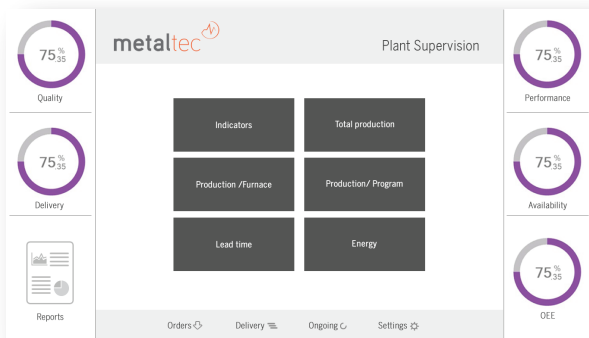 metaltec
Plant Supervision
75 % 35
Quality
75 % 35
Delivery
Reports
Indicators
Total production
Production /Furnace
Production/ Program
Lead time
Energy
75 % 35
Performance
75 % 35
Availability
75 % 35
OEE
Orders
Delivery
Ongoing
Settings